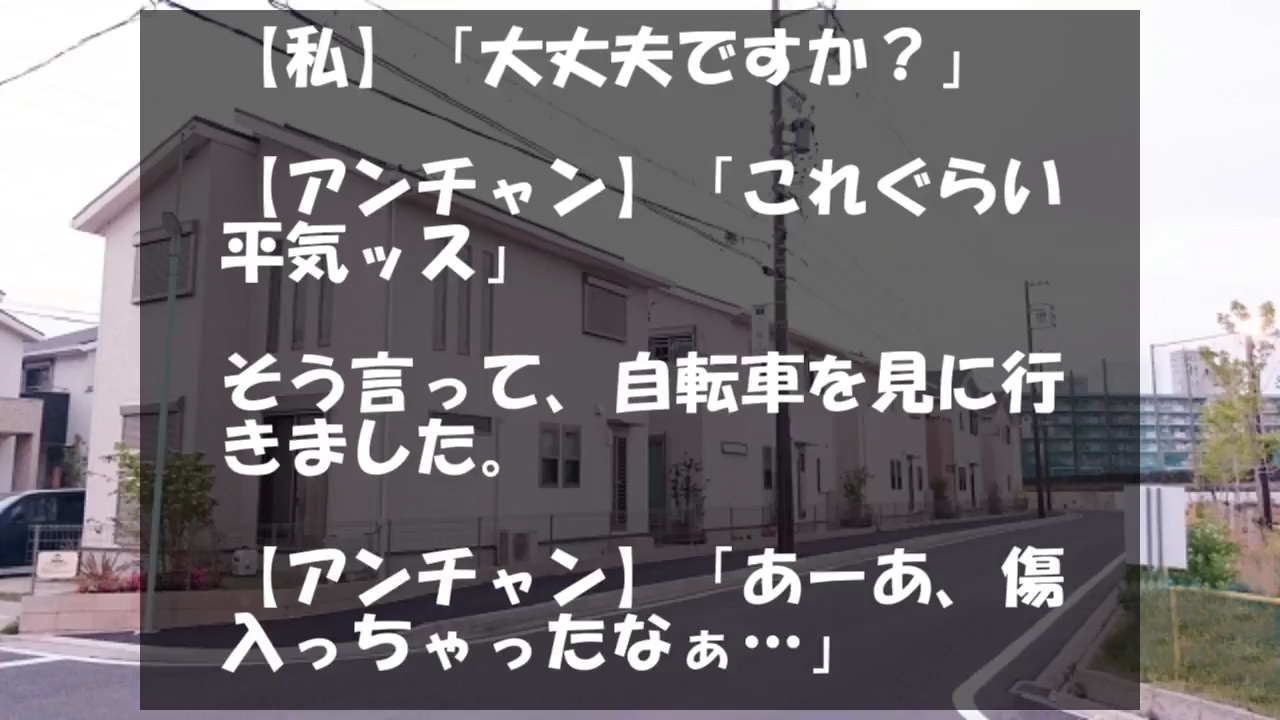 【私】「大丈夫ですか？」
【アンチャン】「これぐらい
平気ッス」
そう言って、自転車を見に行
きました。
【アンチャン】「あーあ、傷
入っちゃったなぁ…」